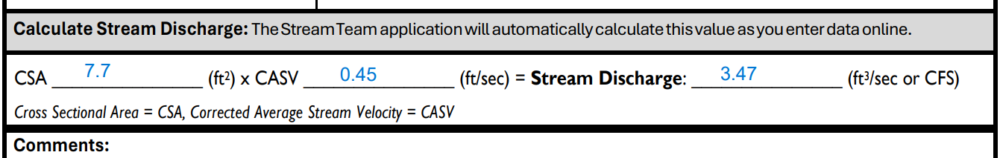 Calculate Stream Discharge: The Stream Team application will automatically calculate this value as you enter data online.
CSA 7.7 (ft²) x CASV 0.45 (ft/sec) = Stream Discharge: 3.47 (ft³/sec or CFS)
Cross Sectional Area = CSA, Corrected Average Stream Velocity = CASV
Comments: